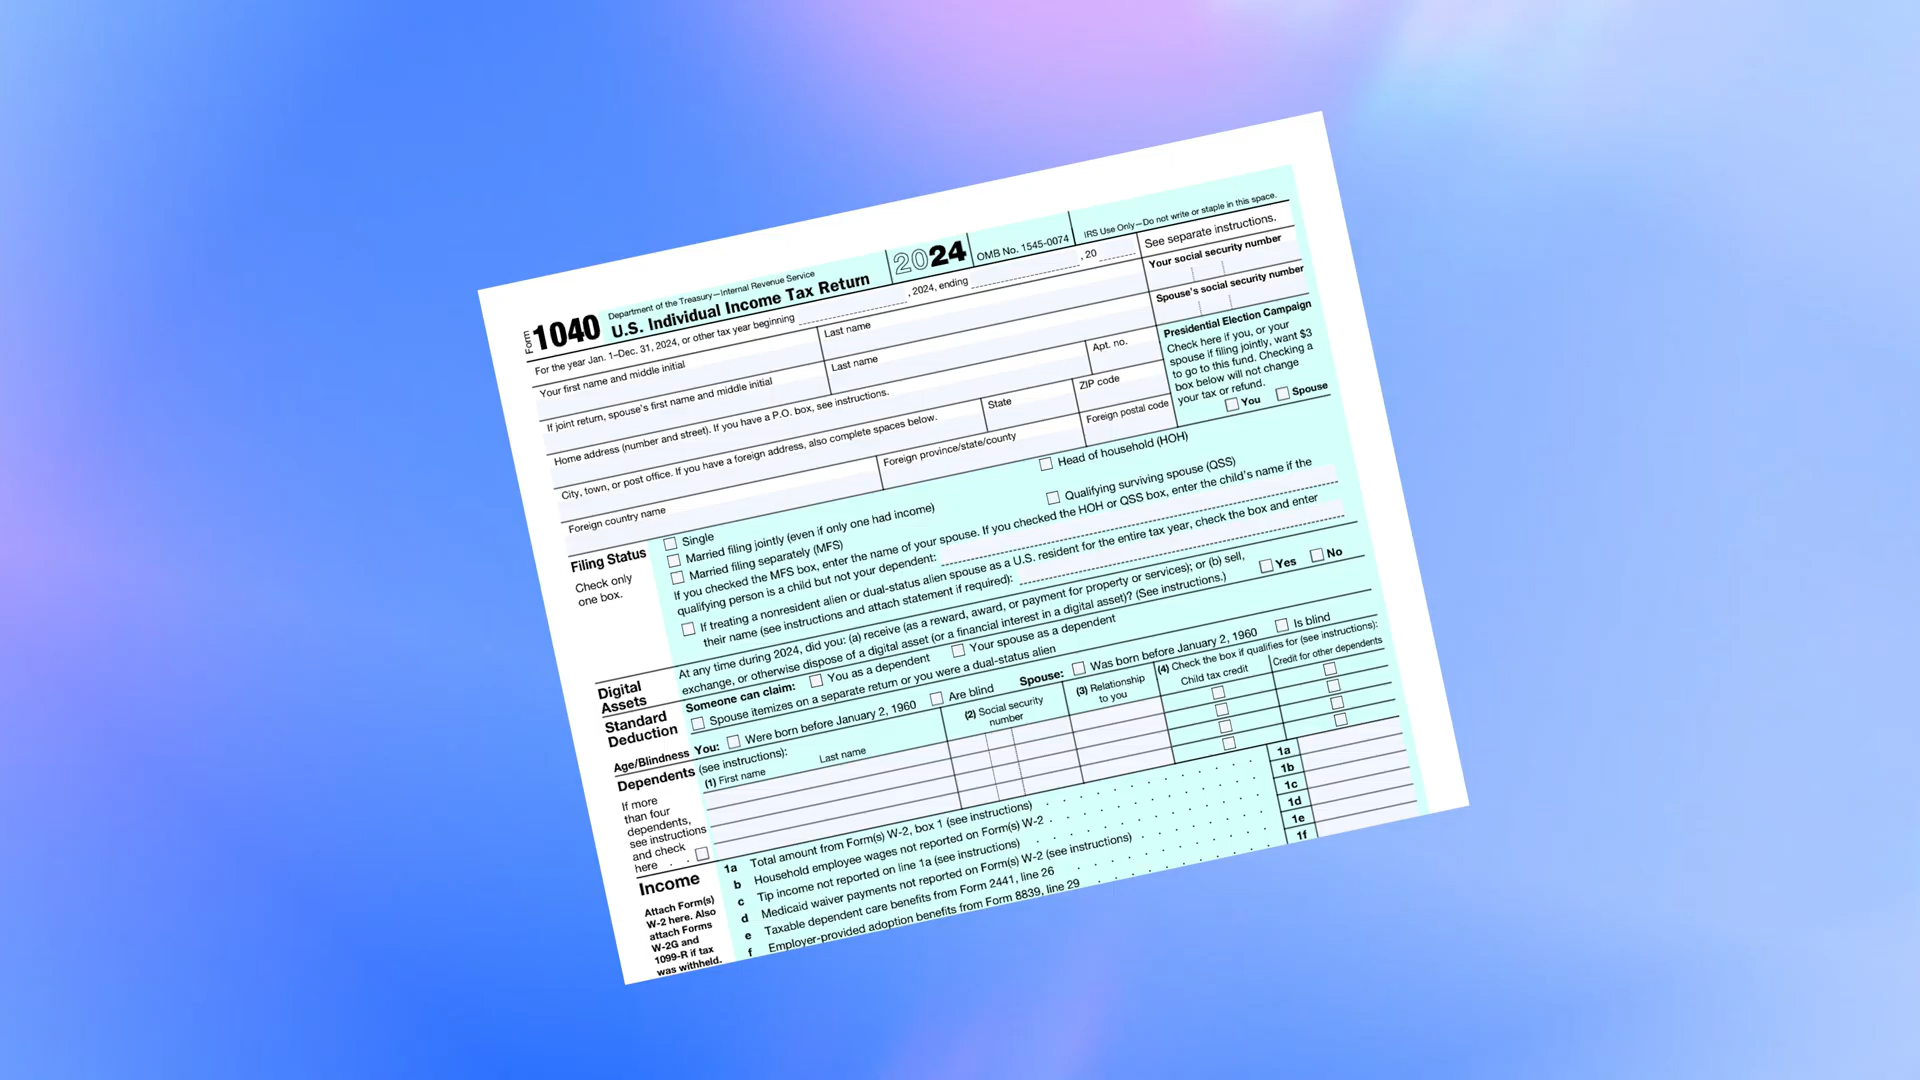 Form 1040
Department of the Treasury—Internal Revenue Service
U.S. Individual Income Tax Return
2024
OMB No. 1545-0074
IRS Use Only—Do not write or staple in this space.
For the year Jan. 1–Dec. 31, 2024, or other tax year beginning , 2024, ending , 20
See separate instructions.
Your first name and middle initial
Last name
Your social security number
If joint return, spouse's first name and middle initial
Last name
Spouse's social security number
Home address (number and street). If you have a P.O. box, see instructions.
Apt. no.
City, town, or post office. If you have a foreign address, also complete spaces below.
State
ZIP code
Foreign country name
Foreign province/state/county
Foreign postal code
Presidential Election Campaign
Check here if you, or your
spouse if filing jointly, want $3
to go to this fund. Checking a
box below will not change
your tax or refund.
You Spouse
Filing Status
Check only
one box.
Single
Married filing jointly (even if only one had income)
Married filing separately (MFS)
Head of household (HOH)
Qualifying surviving spouse (QSS)
If you checked the MFS box, enter the name of your spouse. If you checked the HOH or QSS box, enter the child's name if the
qualifying person is a child but not your dependent:
If treating a nonresident alien or dual-status alien spouse as a U.S. resident for the entire tax year, check the box and enter
their name (see instructions and attach statement if required):
Digital
Assets
At any time during 2024, did you: (a) receive (as a reward, award, or payment for property or services); or (b) sell,
exchange, or otherwise dispose of a digital asset (or a financial interest in a digital asset)? (See instructions.)
Yes No
Standard
Deduction
Someone can claim: You as a dependent Your spouse as a dependent
Spouse itemizes on a separate return or you were a dual-status alien
Age/Blindness You: Were born before January 2, 1960 Are blind Spouse: Was born before January 2, 1960 Is blind
Dependents (see instructions):
If more
than four
dependents,
see instructions
and check
here . .
(1) First name Last name
(2) Social security
number
(3) Relationship
to you
(4) Check the box if qualifies for (see instructions):
Child tax credit
Credit for other dependents
Income
Attach Form(s)
W-2 here. Also
attach Forms
W-2G and
1099-R if tax
was withheld.
1a Total amount from Form(s) W-2, box 1 (see instructions) 1a
b Household employee wages not reported on Form(s) W-2 1b
c Tip income not reported on line 1a (see instructions) 1c
d Medicaid waiver payments not reported on Form(s) W-2 (see instructions) 1d
e Taxable dependent care benefits from Form 2441, line 26 1e
f Employer-provided adoption benefits from Form 8839, line 29 1f